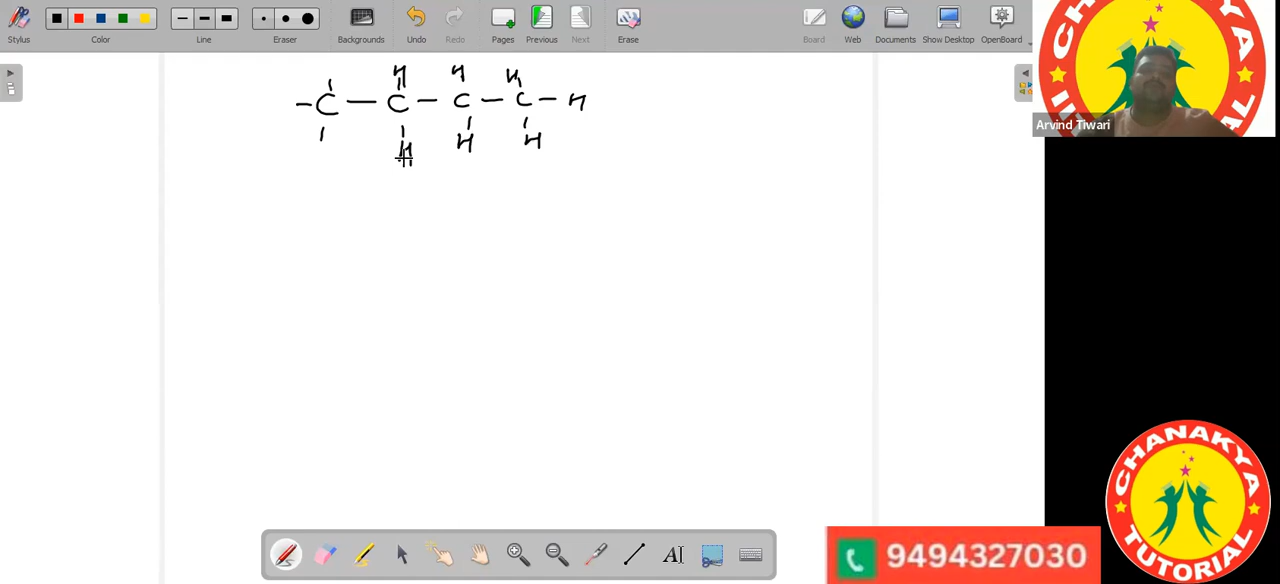 Stylus Color Line Eraser Backgrounds Undo Redo Pages Previous Next Erase Board Web Documents Show Desktop OpenBoard
H H H
- C - C - C - C - H
H H H
Arvind Tiwari
CHANAKYA
TUTORIAL
9494327030